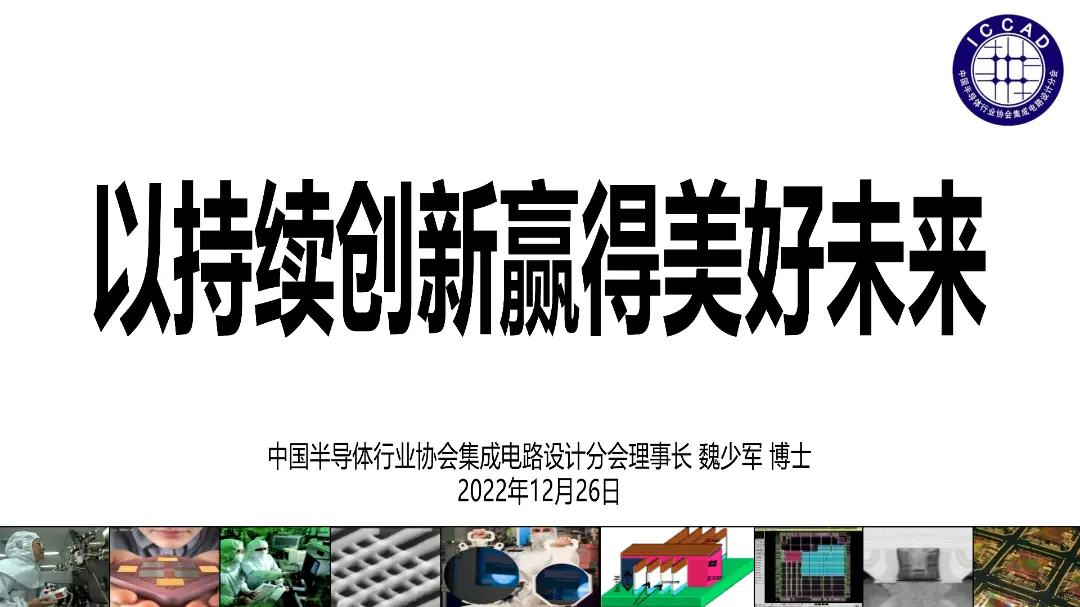 ICCAD
中国半导体行业协会集成电路设计分会
以持续创新赢得美好未来
中国半导体行业协会集成电路设计分会理事长 魏少军 博士
2022年12月26日